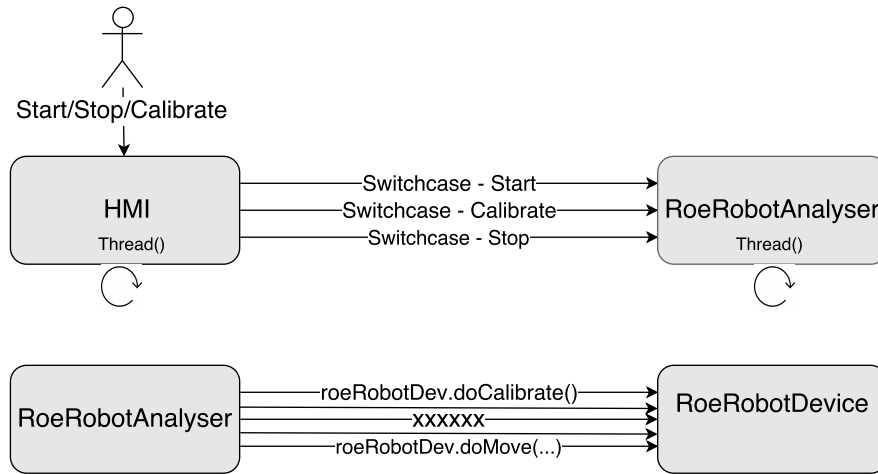 Start/Stop/Calibrate
HMI
Thread()
Switchcase - Start
Switchcase - Calibrate
Switchcase - Stop
RoeRobotAnalyser
Thread()
RoeRobotAnalyser
roeRobotDev.doCalibrate()
xxxxxx
roeRobotDev.doMove(...)
RoeRobotDevice